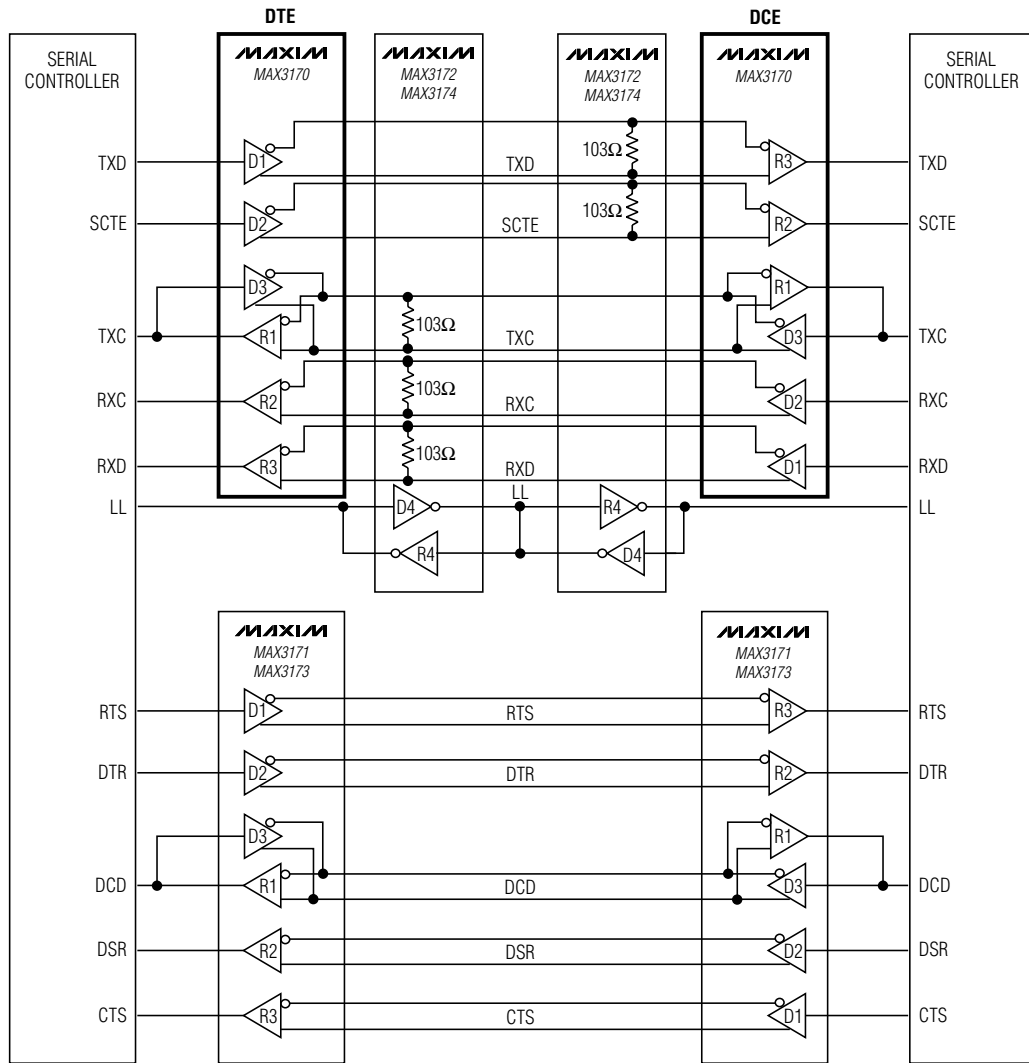 DTE
DCE
SERIAL
CONTROLLER
MAXIM
MAX3170
MAXIM
MAX3172
MAX3174
MAXIM
MAX3172
MAX3174
MAXIM
MAX3170
SERIAL
CONTROLLER
TXD
D1
TXD
103Ω
R3
TXD
SCTE
D2
SCTE
103Ω
R2
SCTE
D3
R1
TXC
R1
103Ω
TXC
D3
TXC
RXC
R2
103Ω
RXC
D2
RXC
RXD
R3
103Ω
RXD
D1
RXD
LL
D4
LL
R4
LL
R4
D4
MAXIM
MAX3171
MAX3173
MAXIM
MAX3171
MAX3173
RTS
D1
RTS
R3
RTS
DTR
D2
DTR
R2
DTR
D3
R1
DCD
R1
DCD
D3
DCD
DSR
R2
DSR
D2
DSR
CTS
R3
CTS
D1
CTS